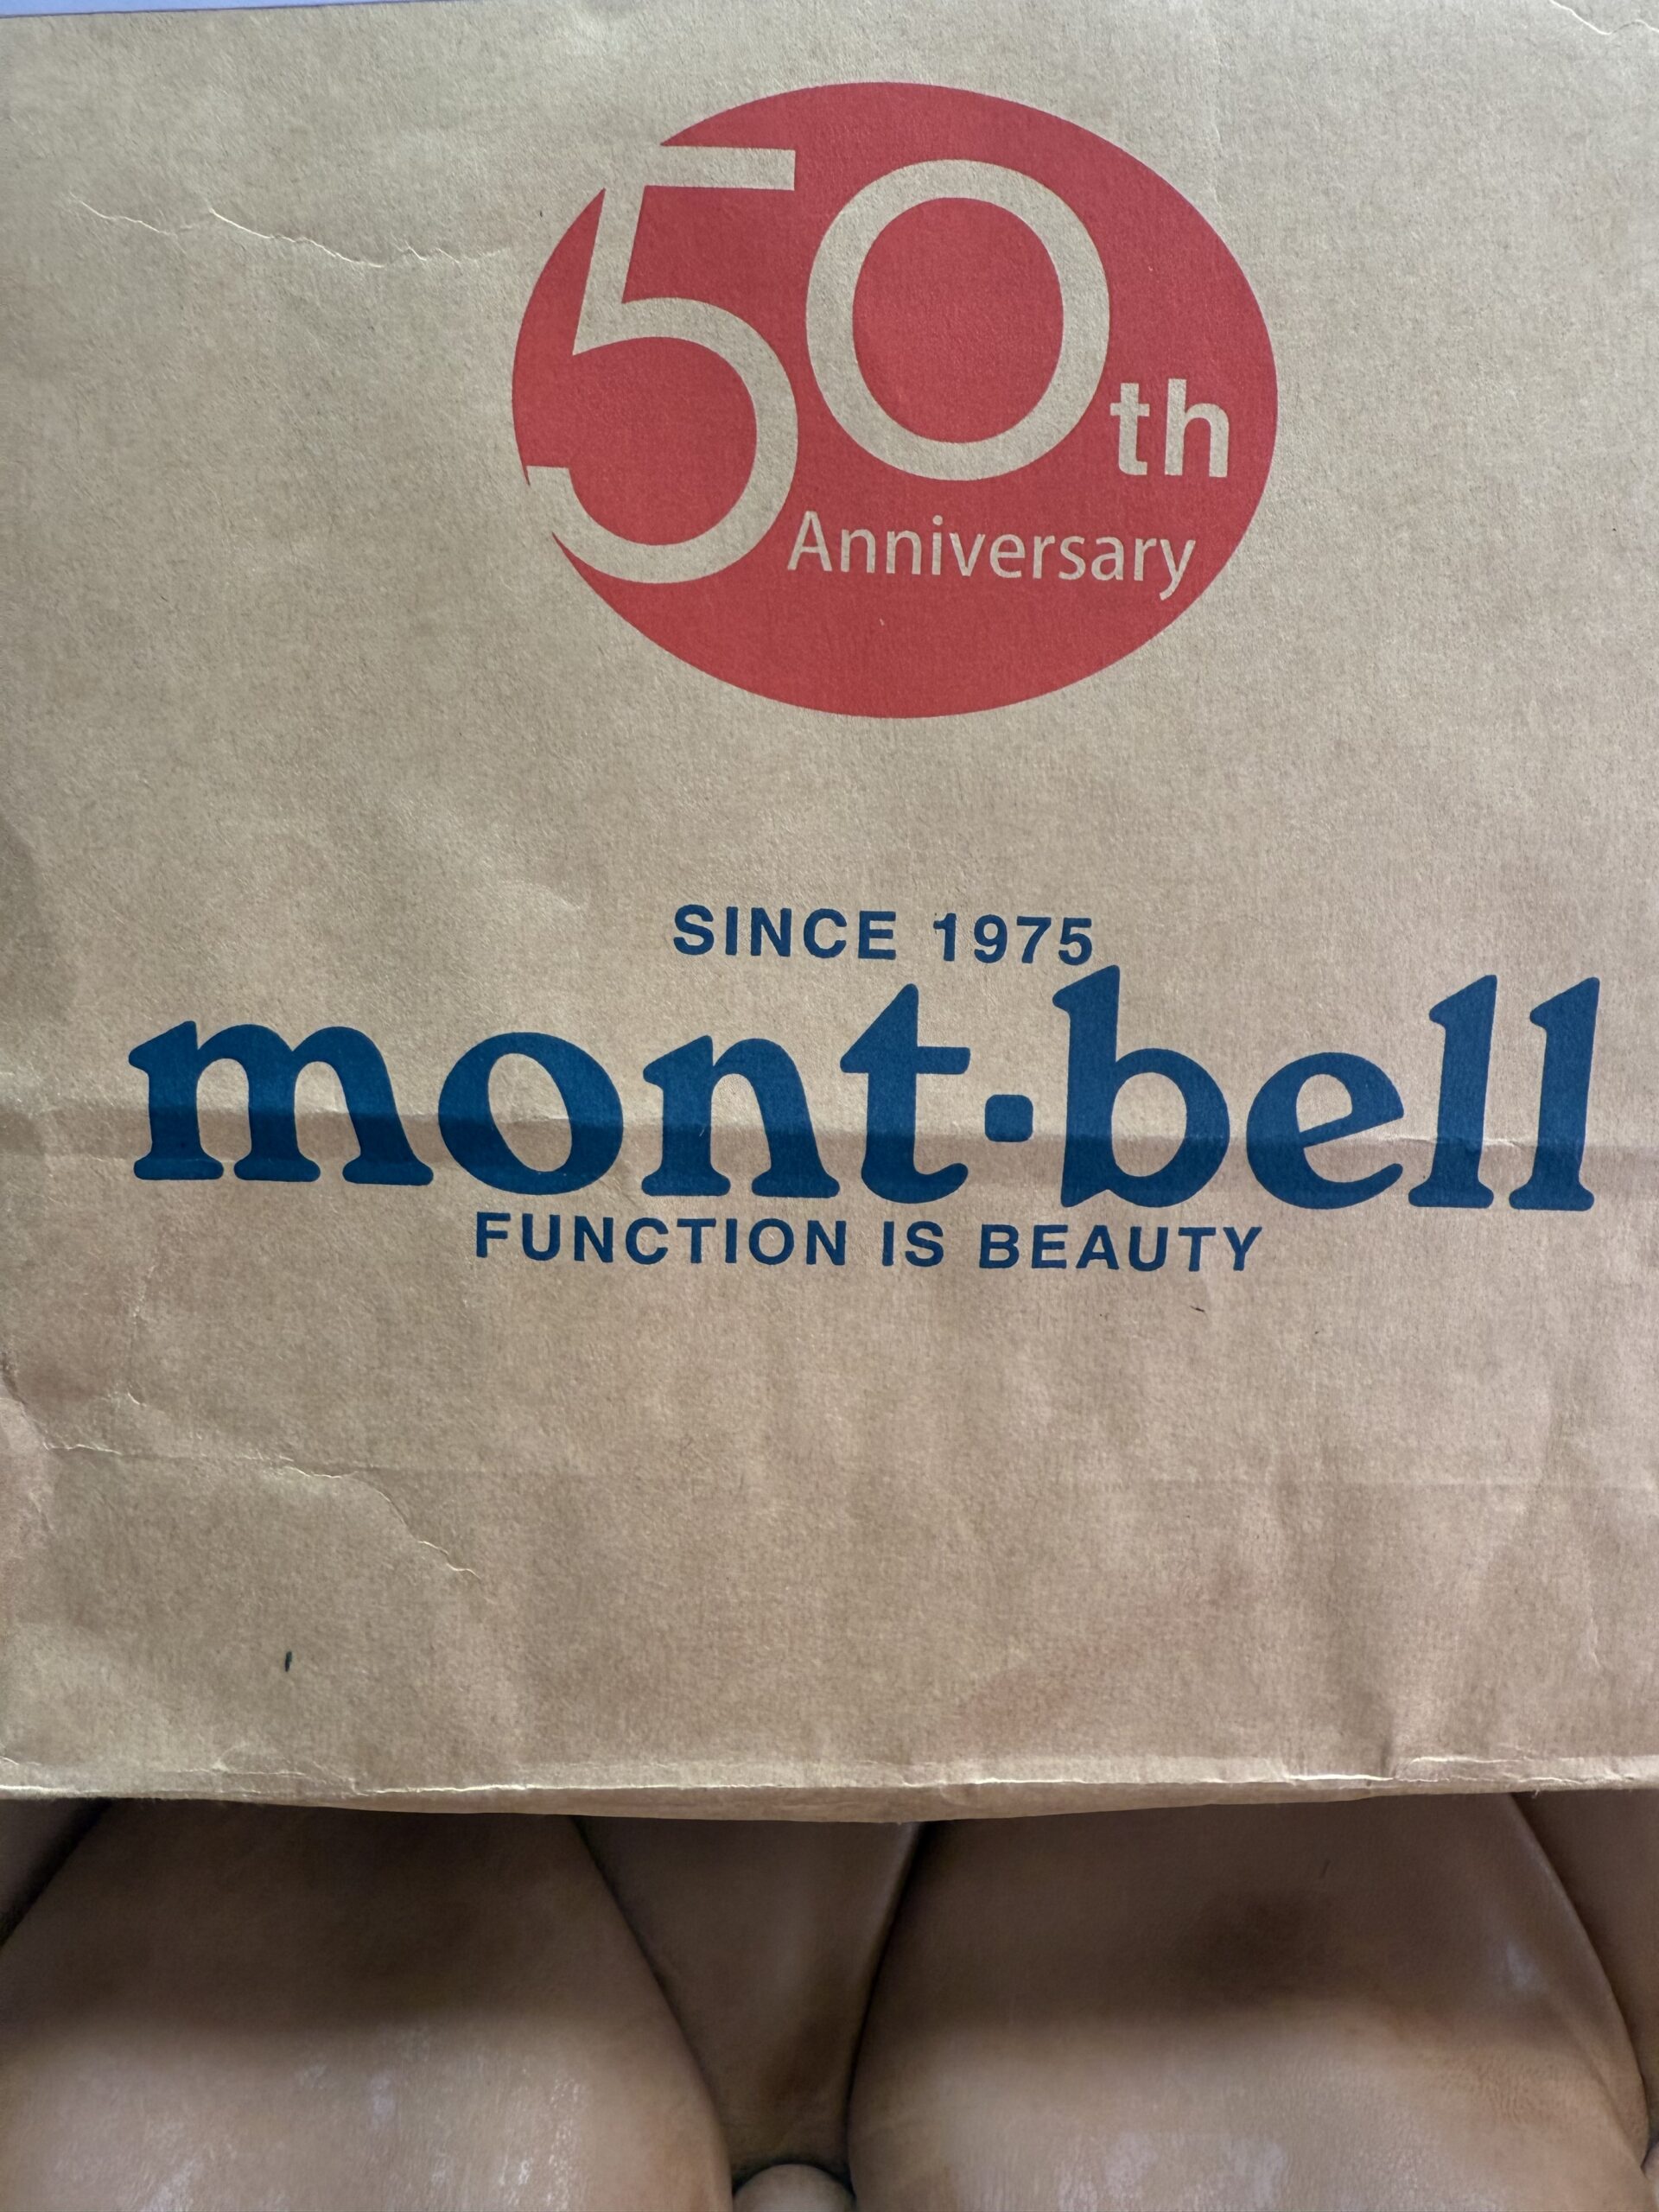 50th
Anniversary
SINCE 1975
mont·bell
FUNCTION IS BEAUTY